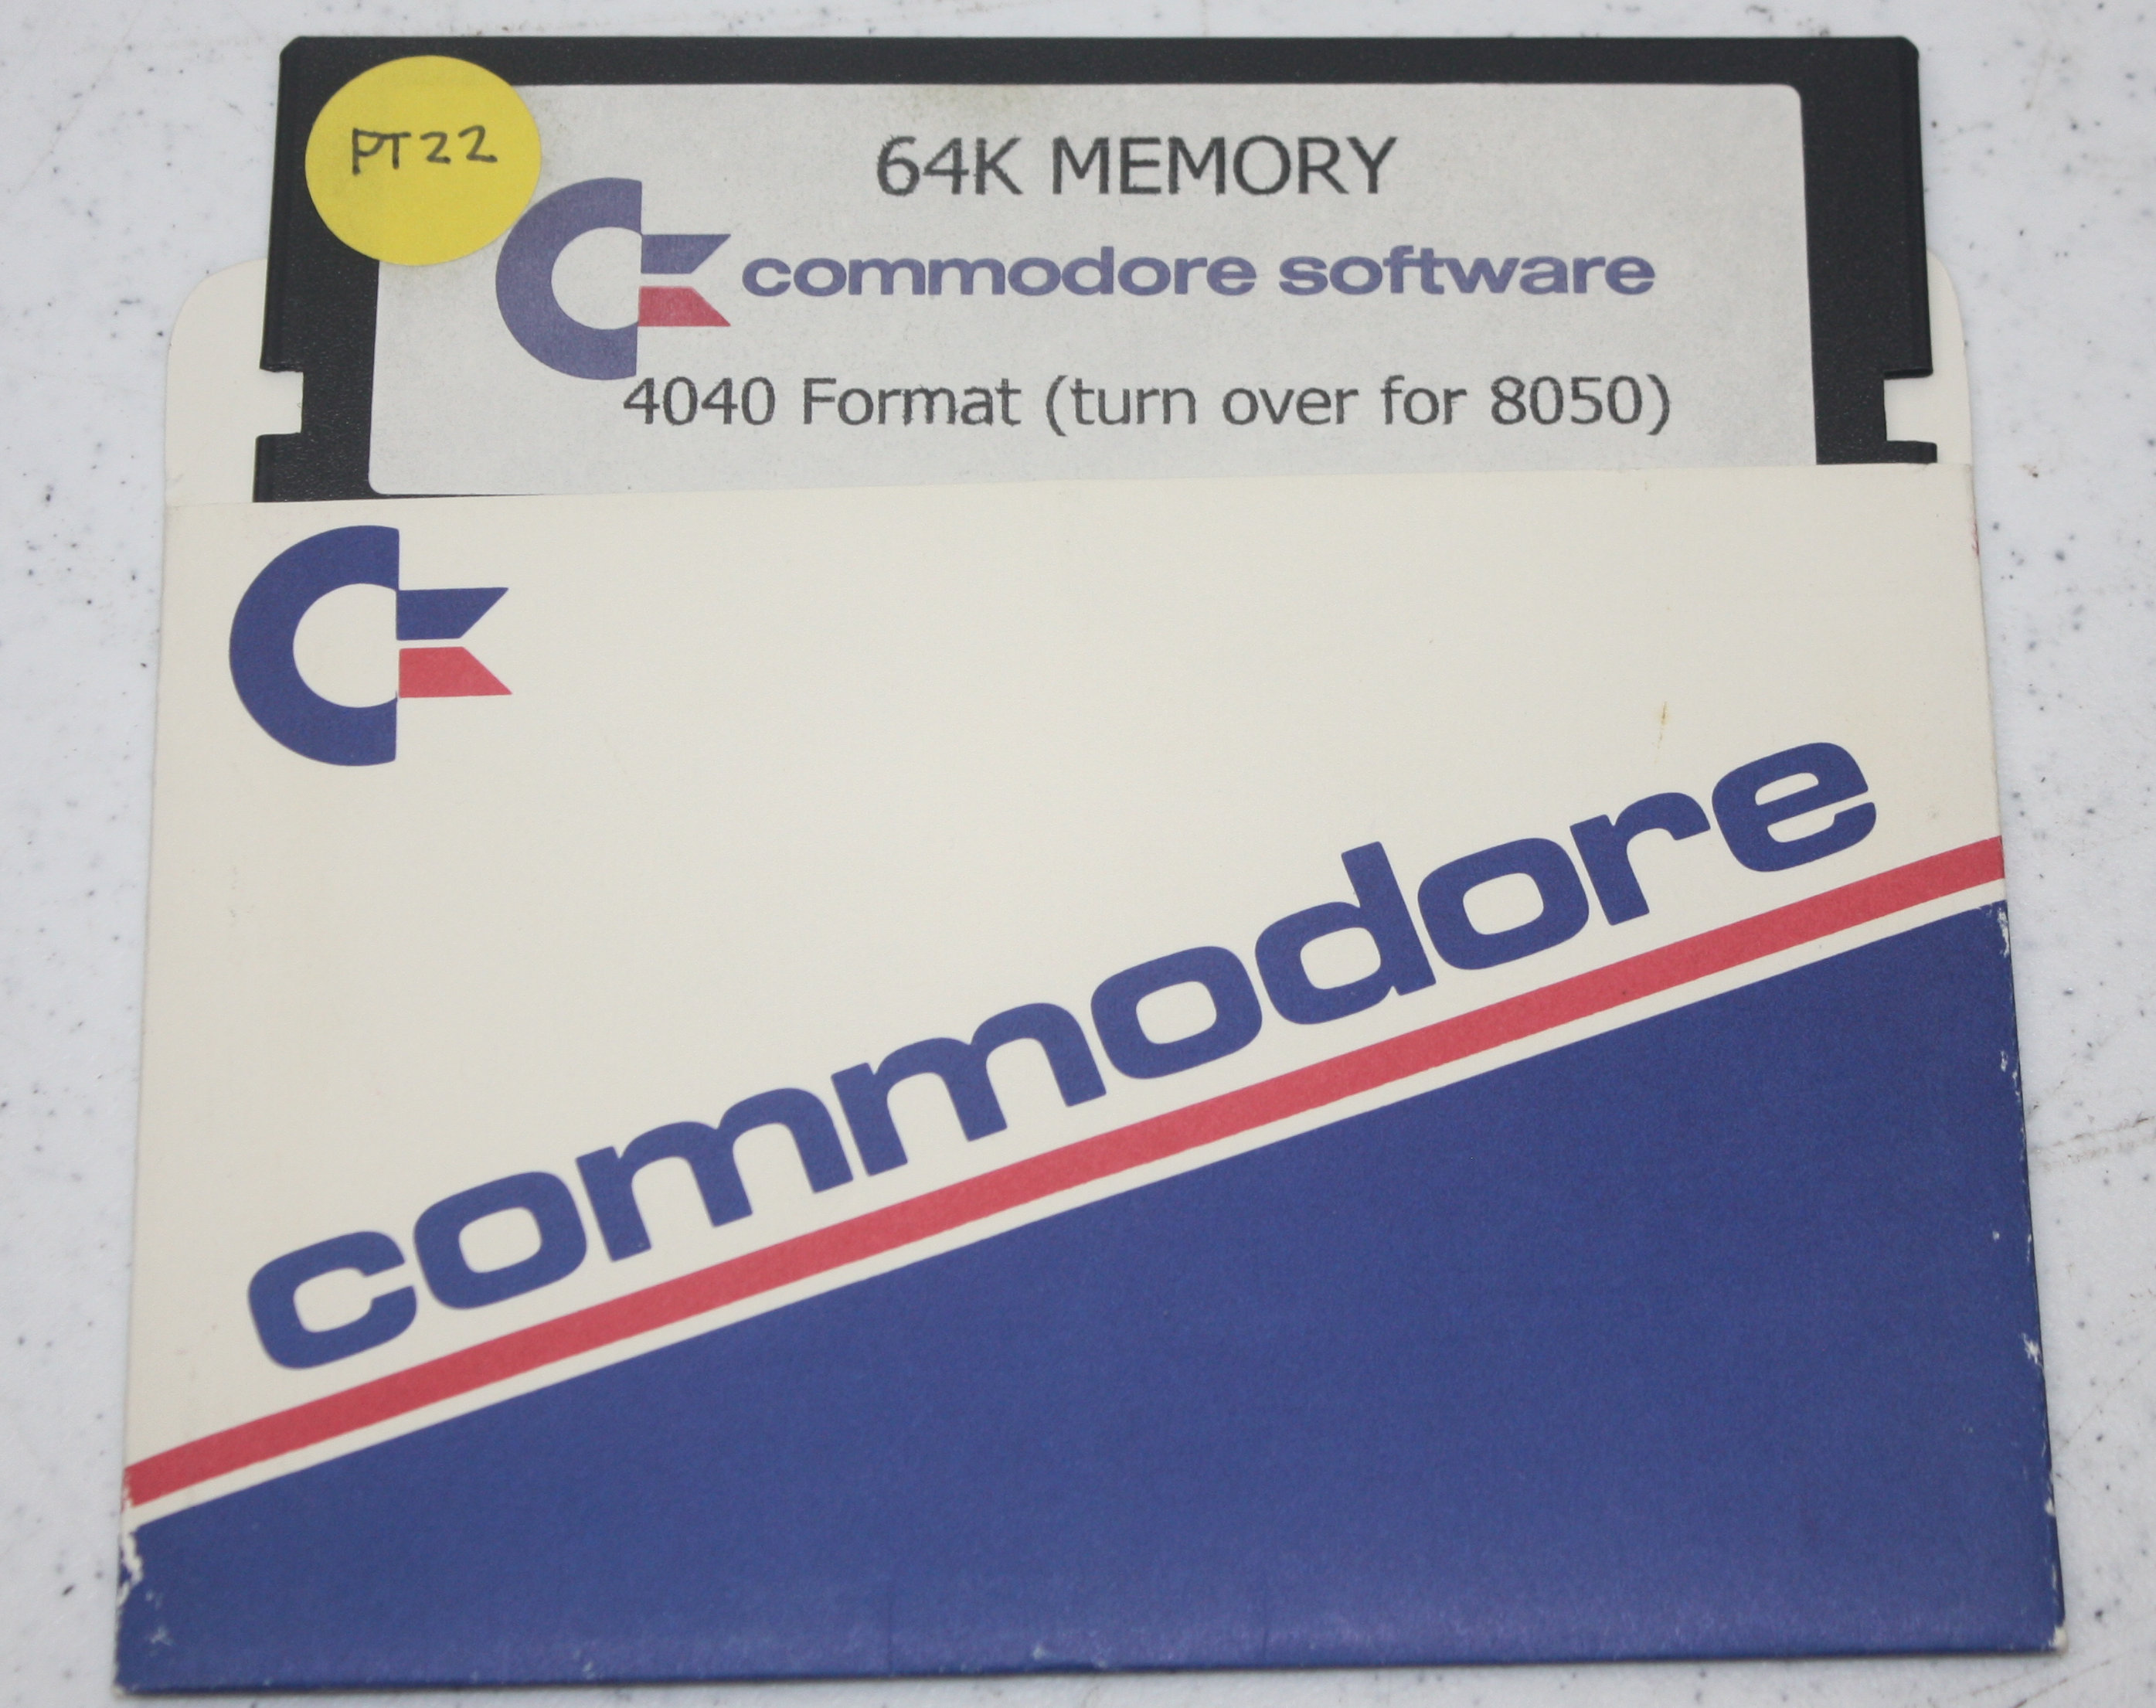 PT22
64K MEMORY
commodore software
4040 Format (turn over for 8050)
commodore